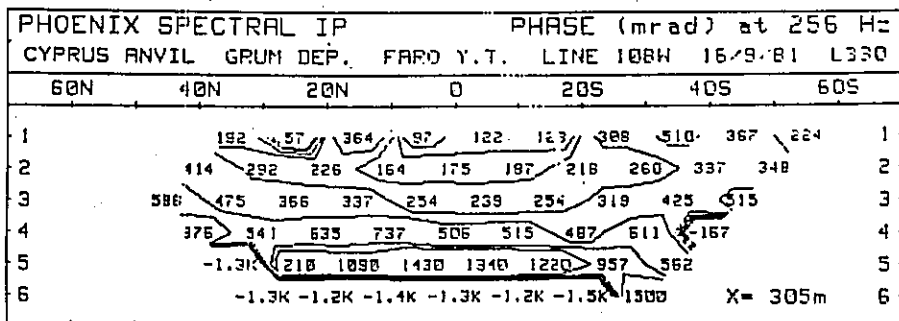 PHOENIX SPECTRAL IP PHASE (mrad) at 256 Hz
CYPRUS ANVIL GRUM DEP. FARO Y.T. LINE 108W 16/9/81 L330
60N 40N 20N 0 20S 40S 60S
1 192 57 364 97 122 123 308 510 367 224 1
2 414 292 226 164 175 187 218 260 337 348 2
3 586 475 366 337 254 239 254 319 425 515 3
4 376 541 635 737 506 515 487 611 -167 4
5 -1.3K 210 1090 1430 1340 1220 957 562 5
6 -1.3K -1.2K -1.4K -1.3K -1.2K -1.5K 1500 X= 305m 6